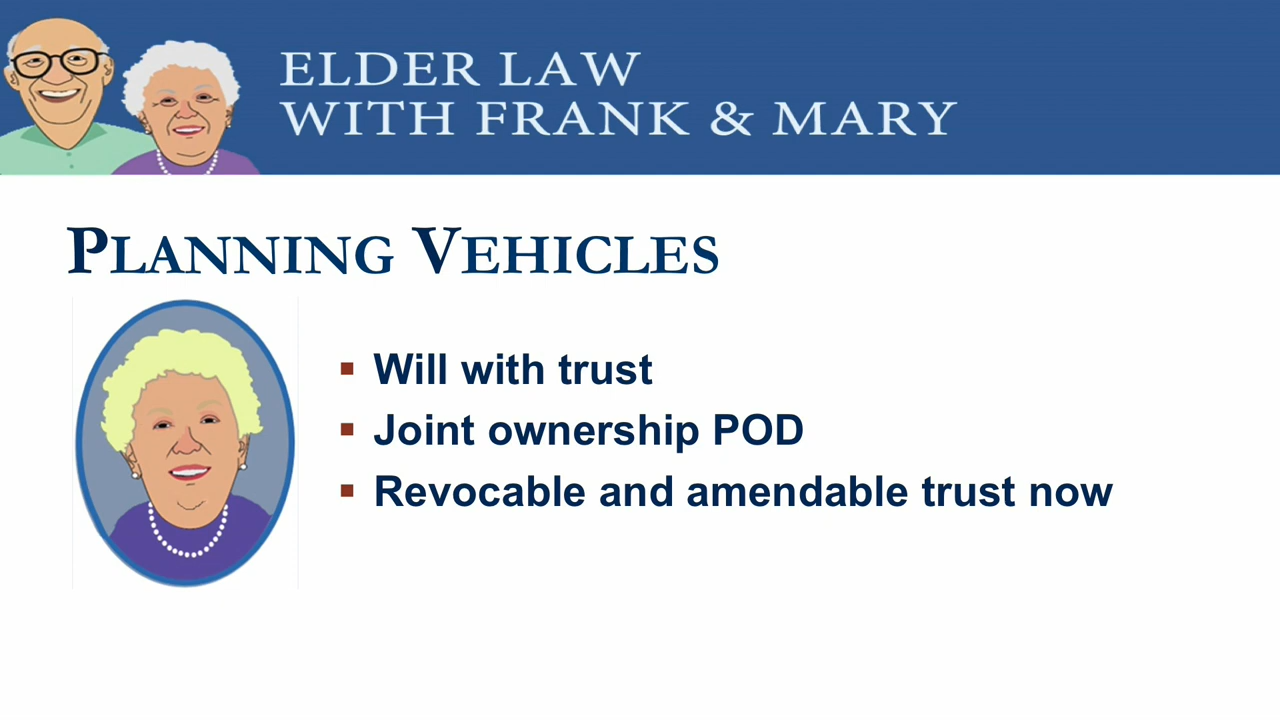 ELDER LAW
WITH FRANK & MARY
PLANNING VEHICLES
Will with trust
Joint ownership POD
Revocable and amendable trust now